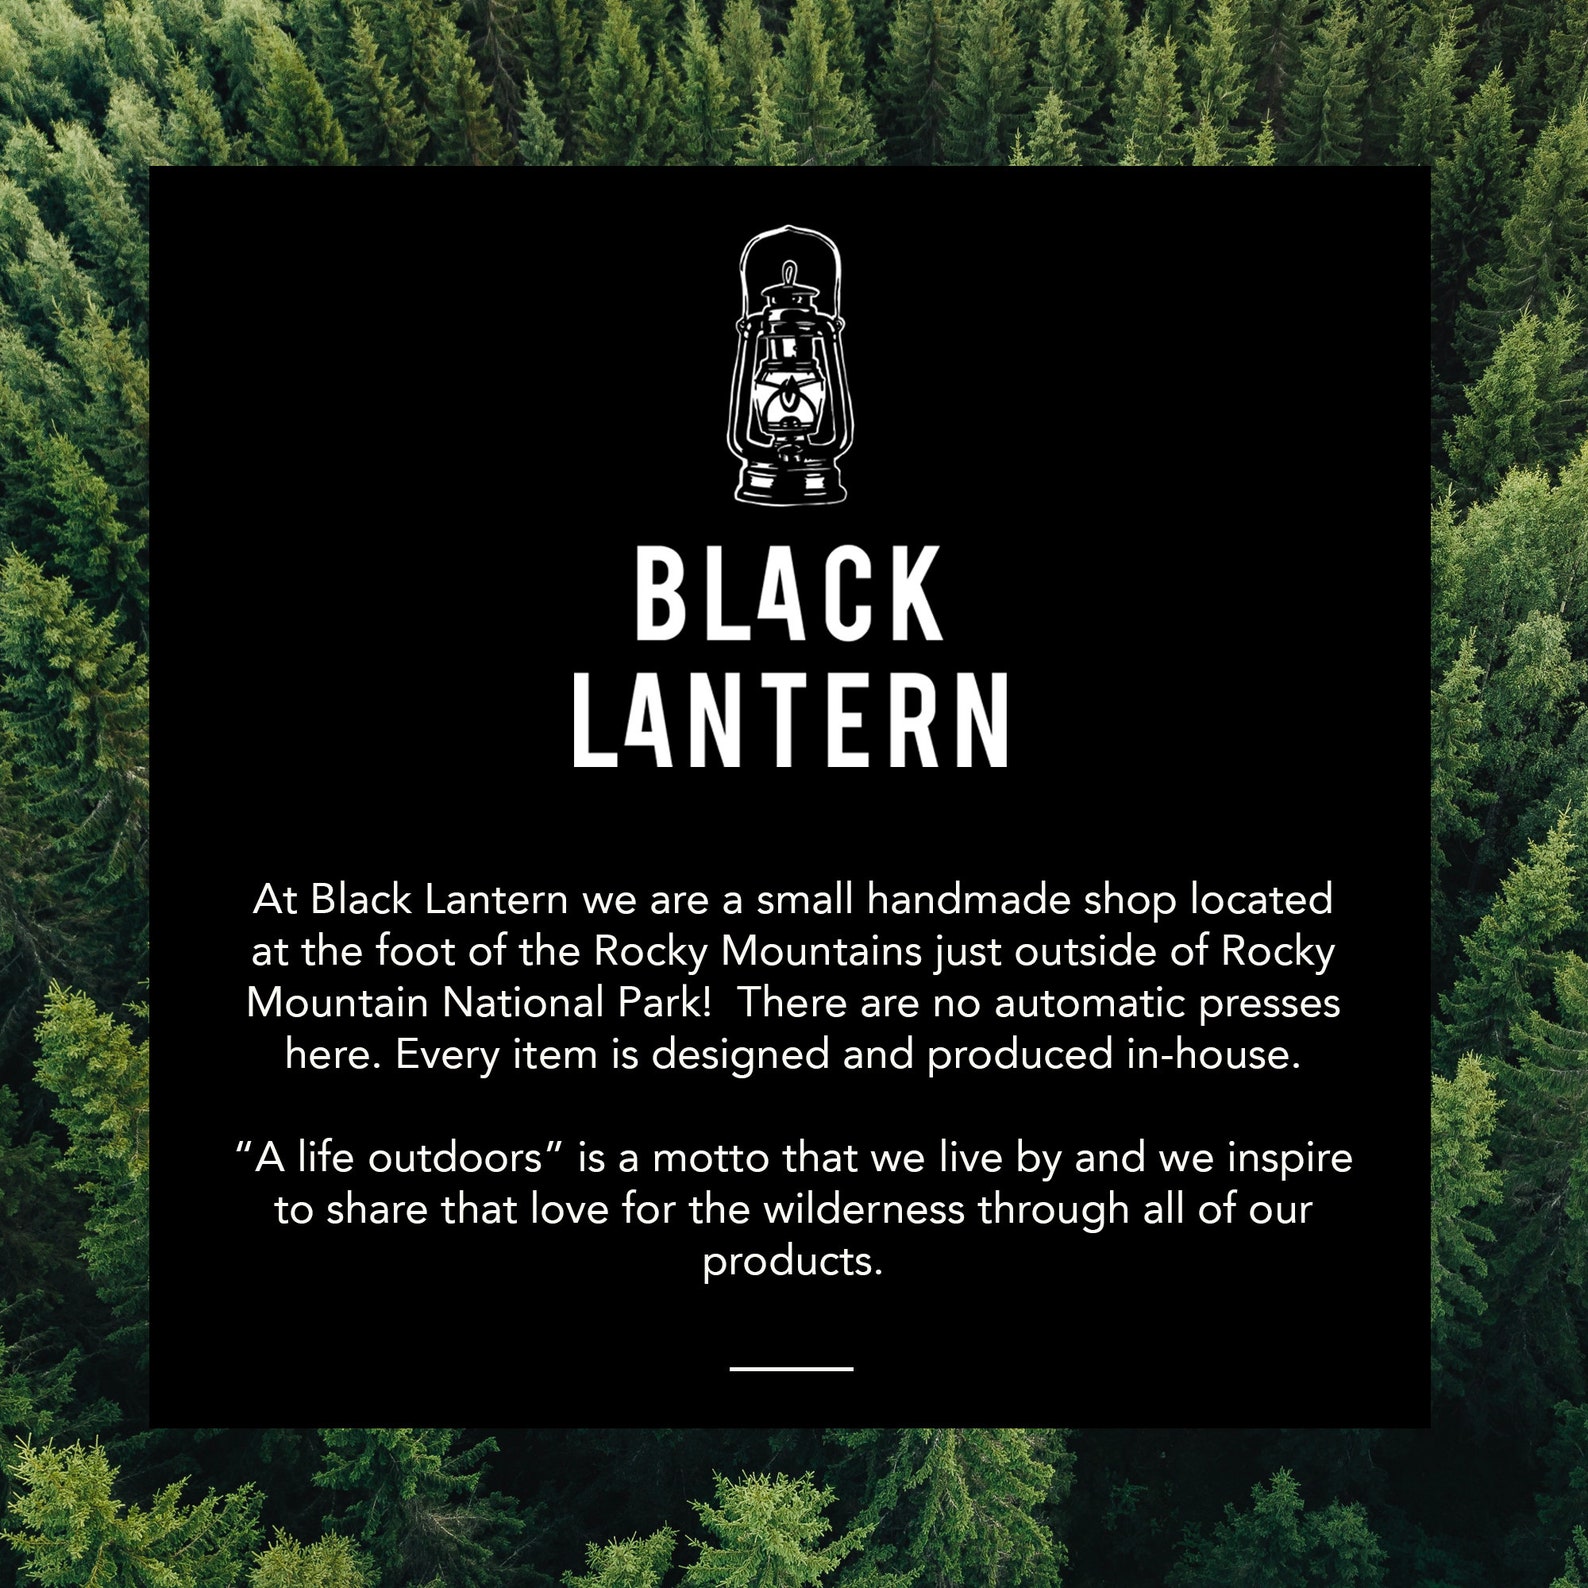 BLACK
LANTERN
At Black Lantern we are a small handmade shop located
at the foot of the Rocky Mountains just outside of Rocky
Mountain National Park!  There are no automatic presses
here. Every item is designed and produced in-house.
“A life outdoors” is a motto that we live by and we inspire
to share that love for the wilderness through all of our
products.